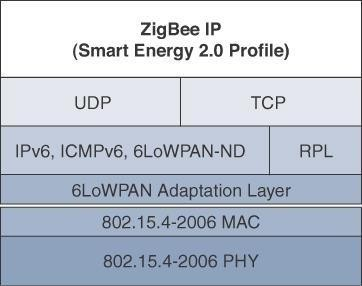 ZigBee IP
(Smart Energy 2.0 Profile)
UDP
TCP
IPv6, ICMPv6, 6LoWPAN-ND
RPL
6LoWPAN Adaptation Layer
802.15.4-2006 MAC
802.15.4-2006 PHY